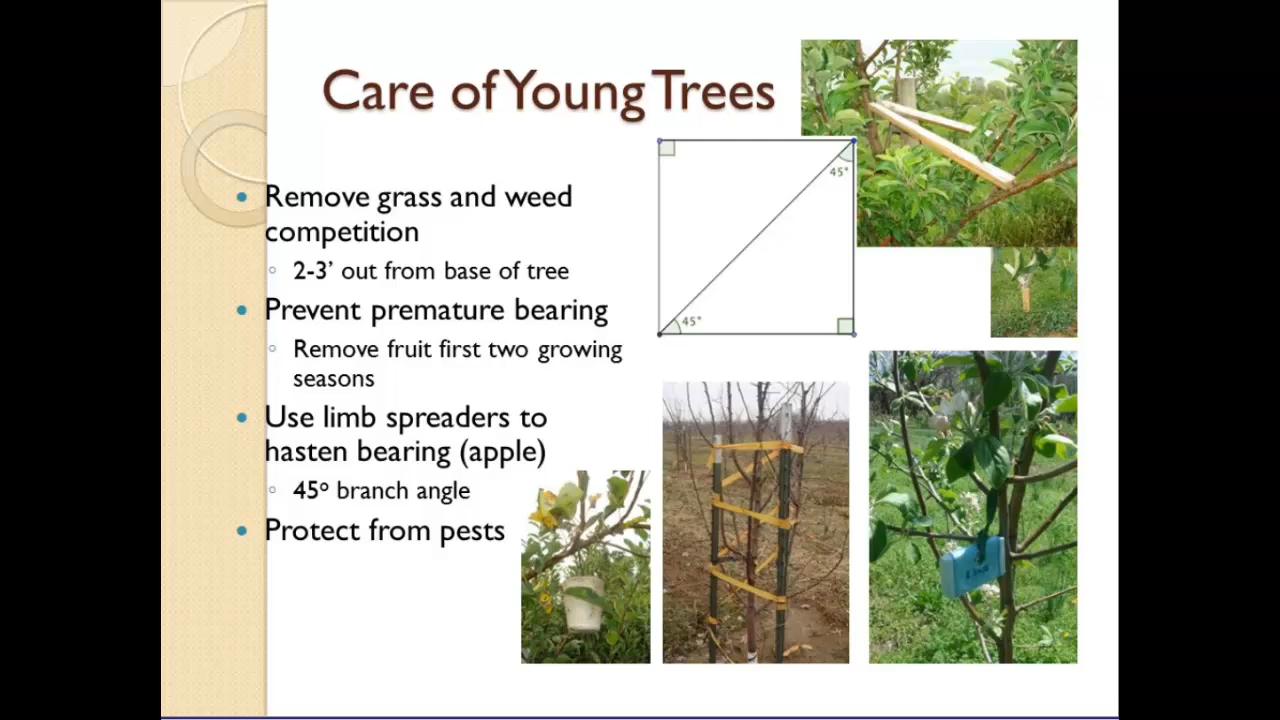 Care of Young Trees
Remove grass and weed
competition
2-3’ out from base of tree
Prevent premature bearing
Remove fruit first two growing
seasons
Use limb spreaders to
hasten bearing (apple)
45° branch angle
Protect from pests
45°
45°